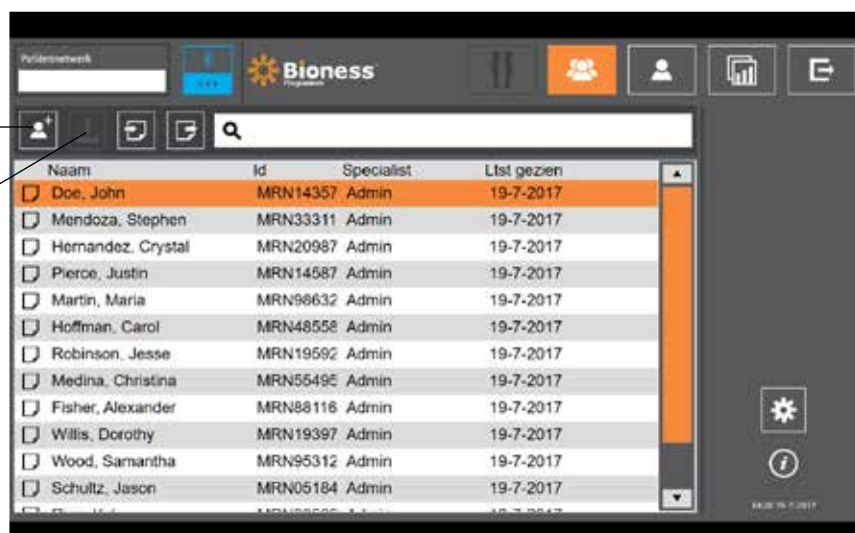 Patiëntnetwerk
Bioness
Naam Id Specialist Ltst gezien
Doe, John MRN14357 Admin 19-7-2017
Mendoza, Stephen MRN33311 Admin 19-7-2017
Hernandez, Crystal MRN20987 Admin 19-7-2017
Pierce, Justin MRN14587 Admin 19-7-2017
Martin, Maria MRN98632 Admin 19-7-2017
Hoffman, Carol MRN48558 Admin 19-7-2017
Robinson, Jesse MRN19592 Admin 19-7-2017
Medina, Christina MRN55495 Admin 19-7-2017
Fisher, Alexander MRN88116 Admin 19-7-2017
Willis, Dorothy MRN19397 Admin 19-7-2017
Wood, Samantha MRN95312 Admin 19-7-2017
Schultz, Jason MRN05184 Admin 19-7-2017
19-7-2017